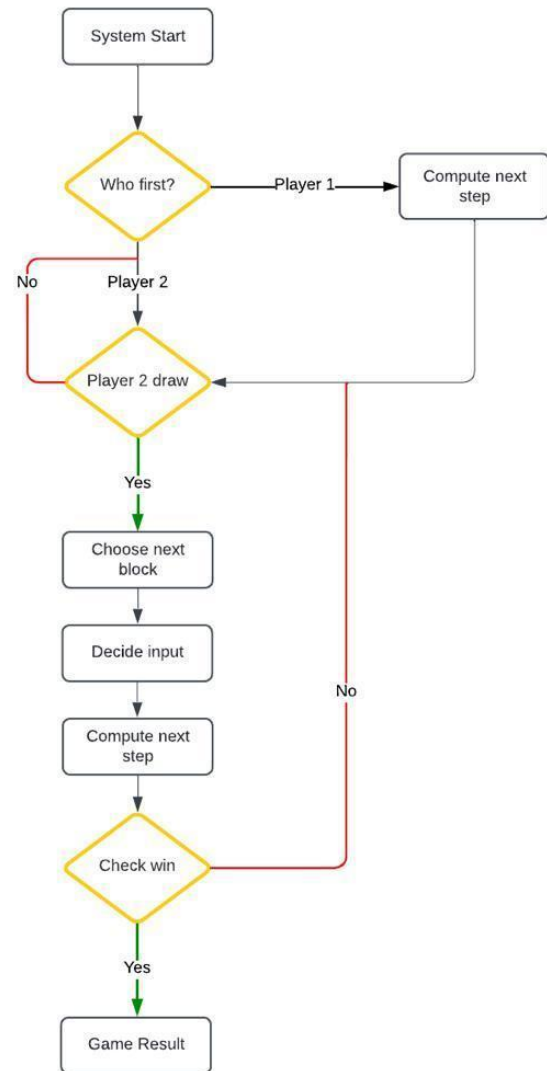 System Start
Who first?
Player 1
Compute next
step
No
Player 2
Player 2 draw
Yes
Choose next
block
Decide input
No
Compute next
step
Check win
Yes
Game Result